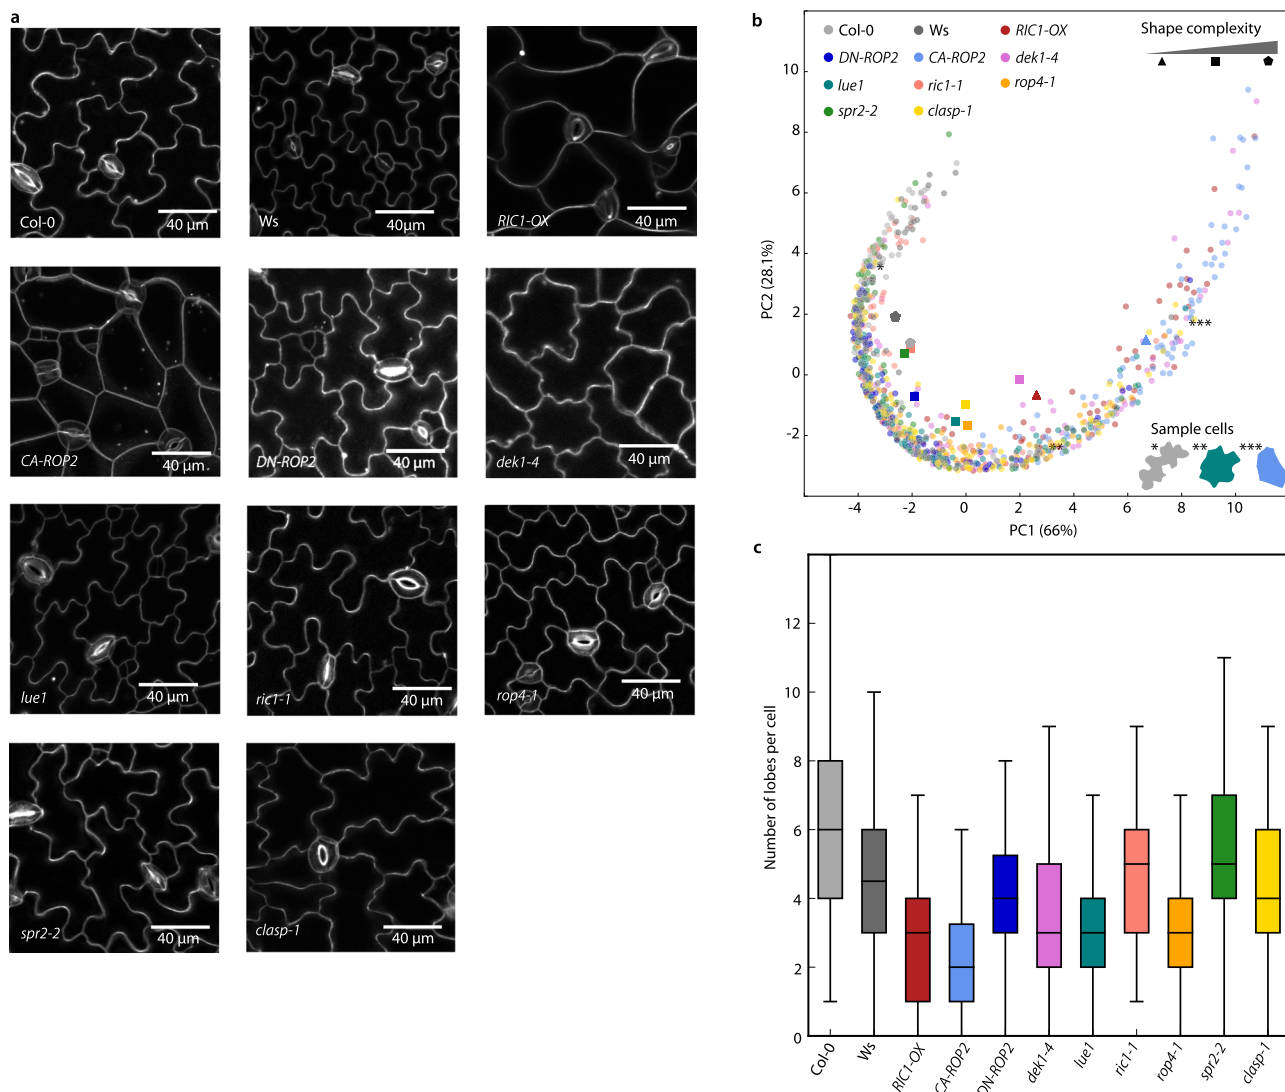 a
Col-0
40 µm
Ws
40µm
RIC1-OX
40 µm
CA-ROP2
40 µm
DN-ROP2
40 µm
dek1-4
40 µm
lue1
40 µm
ric1-1
40 µm
rop4-1
40 µm
spr2-2
40 µm
clasp-1
40 µm
b
Col-0
Ws
RIC1-OX
DN-ROP2
CA-ROP2
dek1-4
lue1
ric1-1
rop4-1
spr2-2
clasp-1
Shape complexity
PC2 (28.1%)
10
8
6
4
2
0
-2
*
**
***
Sample cells
* ** ***
-4 -2 0 2 4 6 8 10
PC1 (66%)
c
Number of lobes per cell
12
10
8
6
4
2
0
Col-0
Ws
RIC1-OX
CA-ROP2
DN-ROP2
dek1-4
lue1
ric1-1
rop4-1
spr2-2
clasp-1